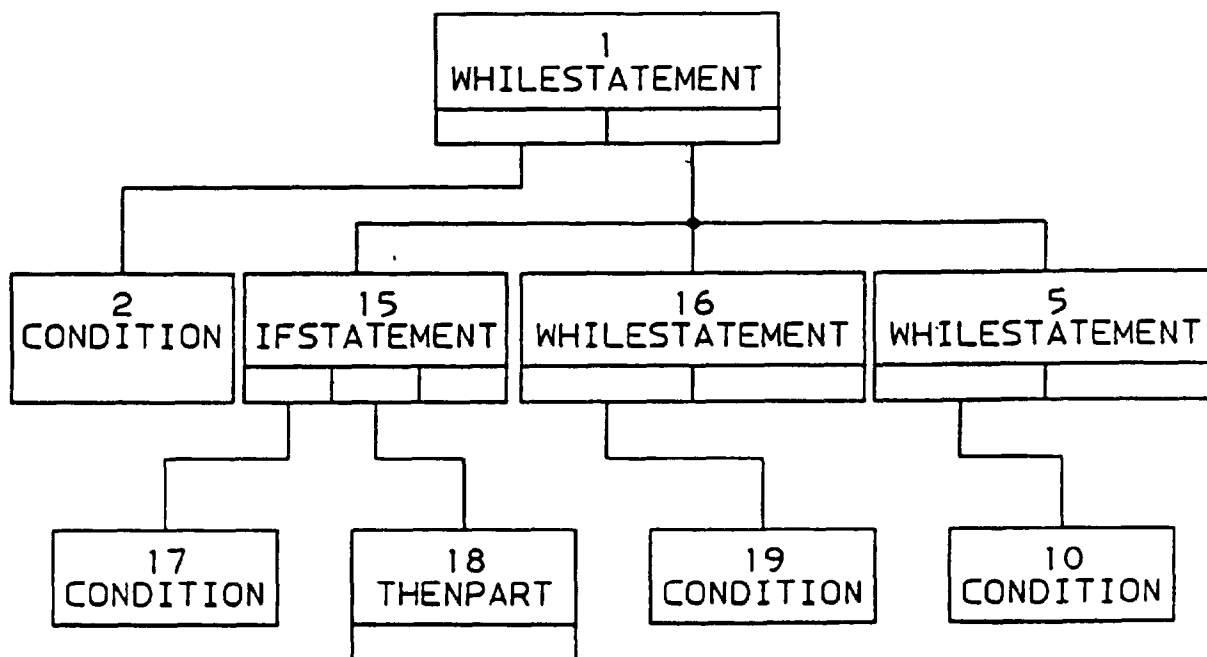 1
WHILESTATEMENT
2
CONDITION
15
IFSTATEMENT
16
WHILESTATEMENT
5
WHILESTATEMENT
17
CONDITION
18
THENPART
19
CONDITION
10
CONDITION